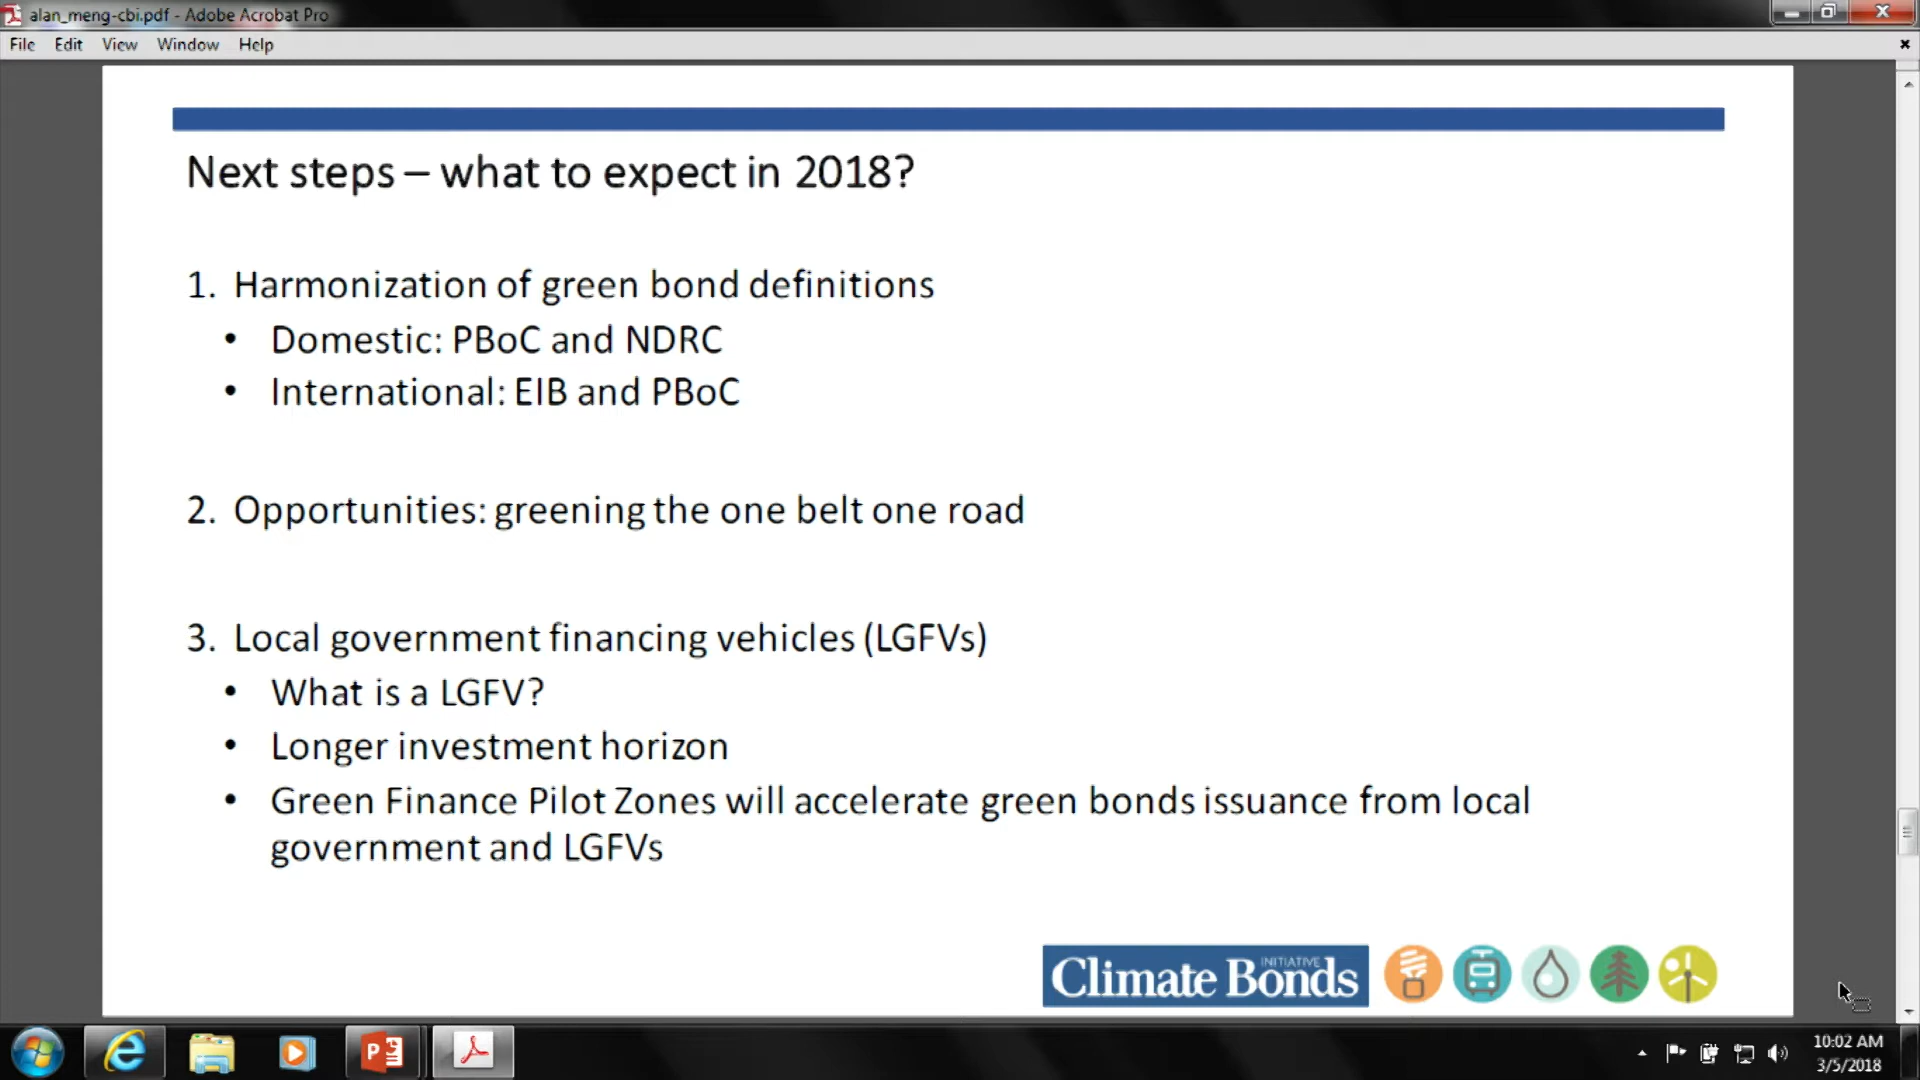 alan_meng-cbi.pdf - Adobe Acrobat Pro
File Edit View Window Help
Next steps – what to expect in 2018?
1. Harmonization of green bond definitions
• Domestic: PBoC and NDRC
• International: EIB and PBoC
2. Opportunities: greening the one belt one road
3. Local government financing vehicles (LGFVs)
• What is a LGFV?
• Longer investment horizon
• Green Finance Pilot Zones will accelerate green bonds issuance from local
government and LGFVs
Climate Bonds INITIATIVE
10:02 AM
3/5/2018